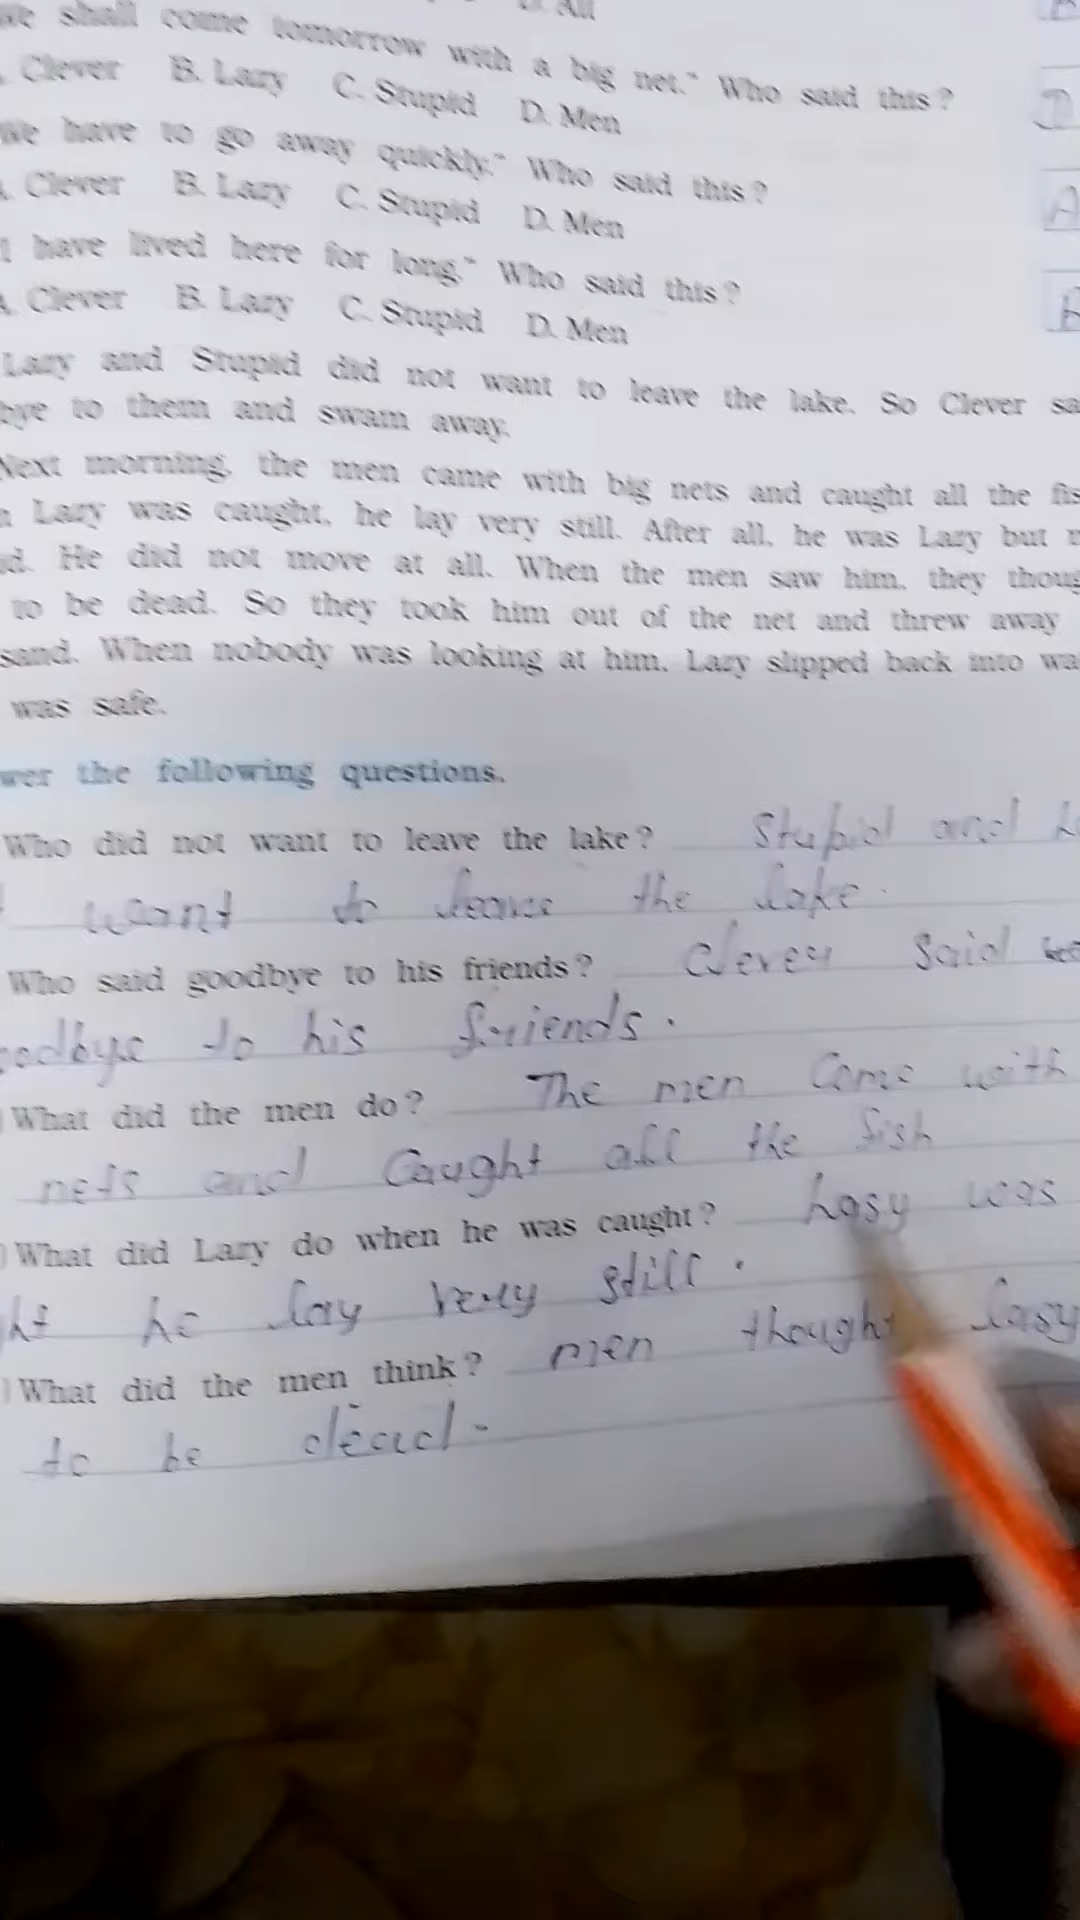 D. All
we shall come tomorrow with a big net." Who said this?
Clever B. Lazy C. Stupid D. Men
D
We have to go away quickly." Who said this?
Clever B. Lazy C. Stupid D. Men
A
I have lived here for long." Who said this?
A. Clever B. Lazy C. Stupid D. Men
Lazy and Stupid did not want to leave the lake. So Clever sa
bye to them and swam away.
Next morning, the men came with big nets and caught all the fis
n Lazy was caught, he lay very still. After all, he was Lazy but n
d. He did not move at all. When the men saw him, they thoug
to be dead. So they took him out of the net and threw away
sand. When nobody was looking at him, Lazy slipped back into wa
was safe.
wer the following questions.
Who did not want to leave the lake? Stupid and L
want to leave the lake.
Who said goodbye to his friends? Clever said
oodbye to his friends.
What did the men do? The men come with
nets and Caught all the fish
What did Lazy do when he was caught? Lasy was
ht he lay very still.
What did the men think? men thought Lasy
to be dead.